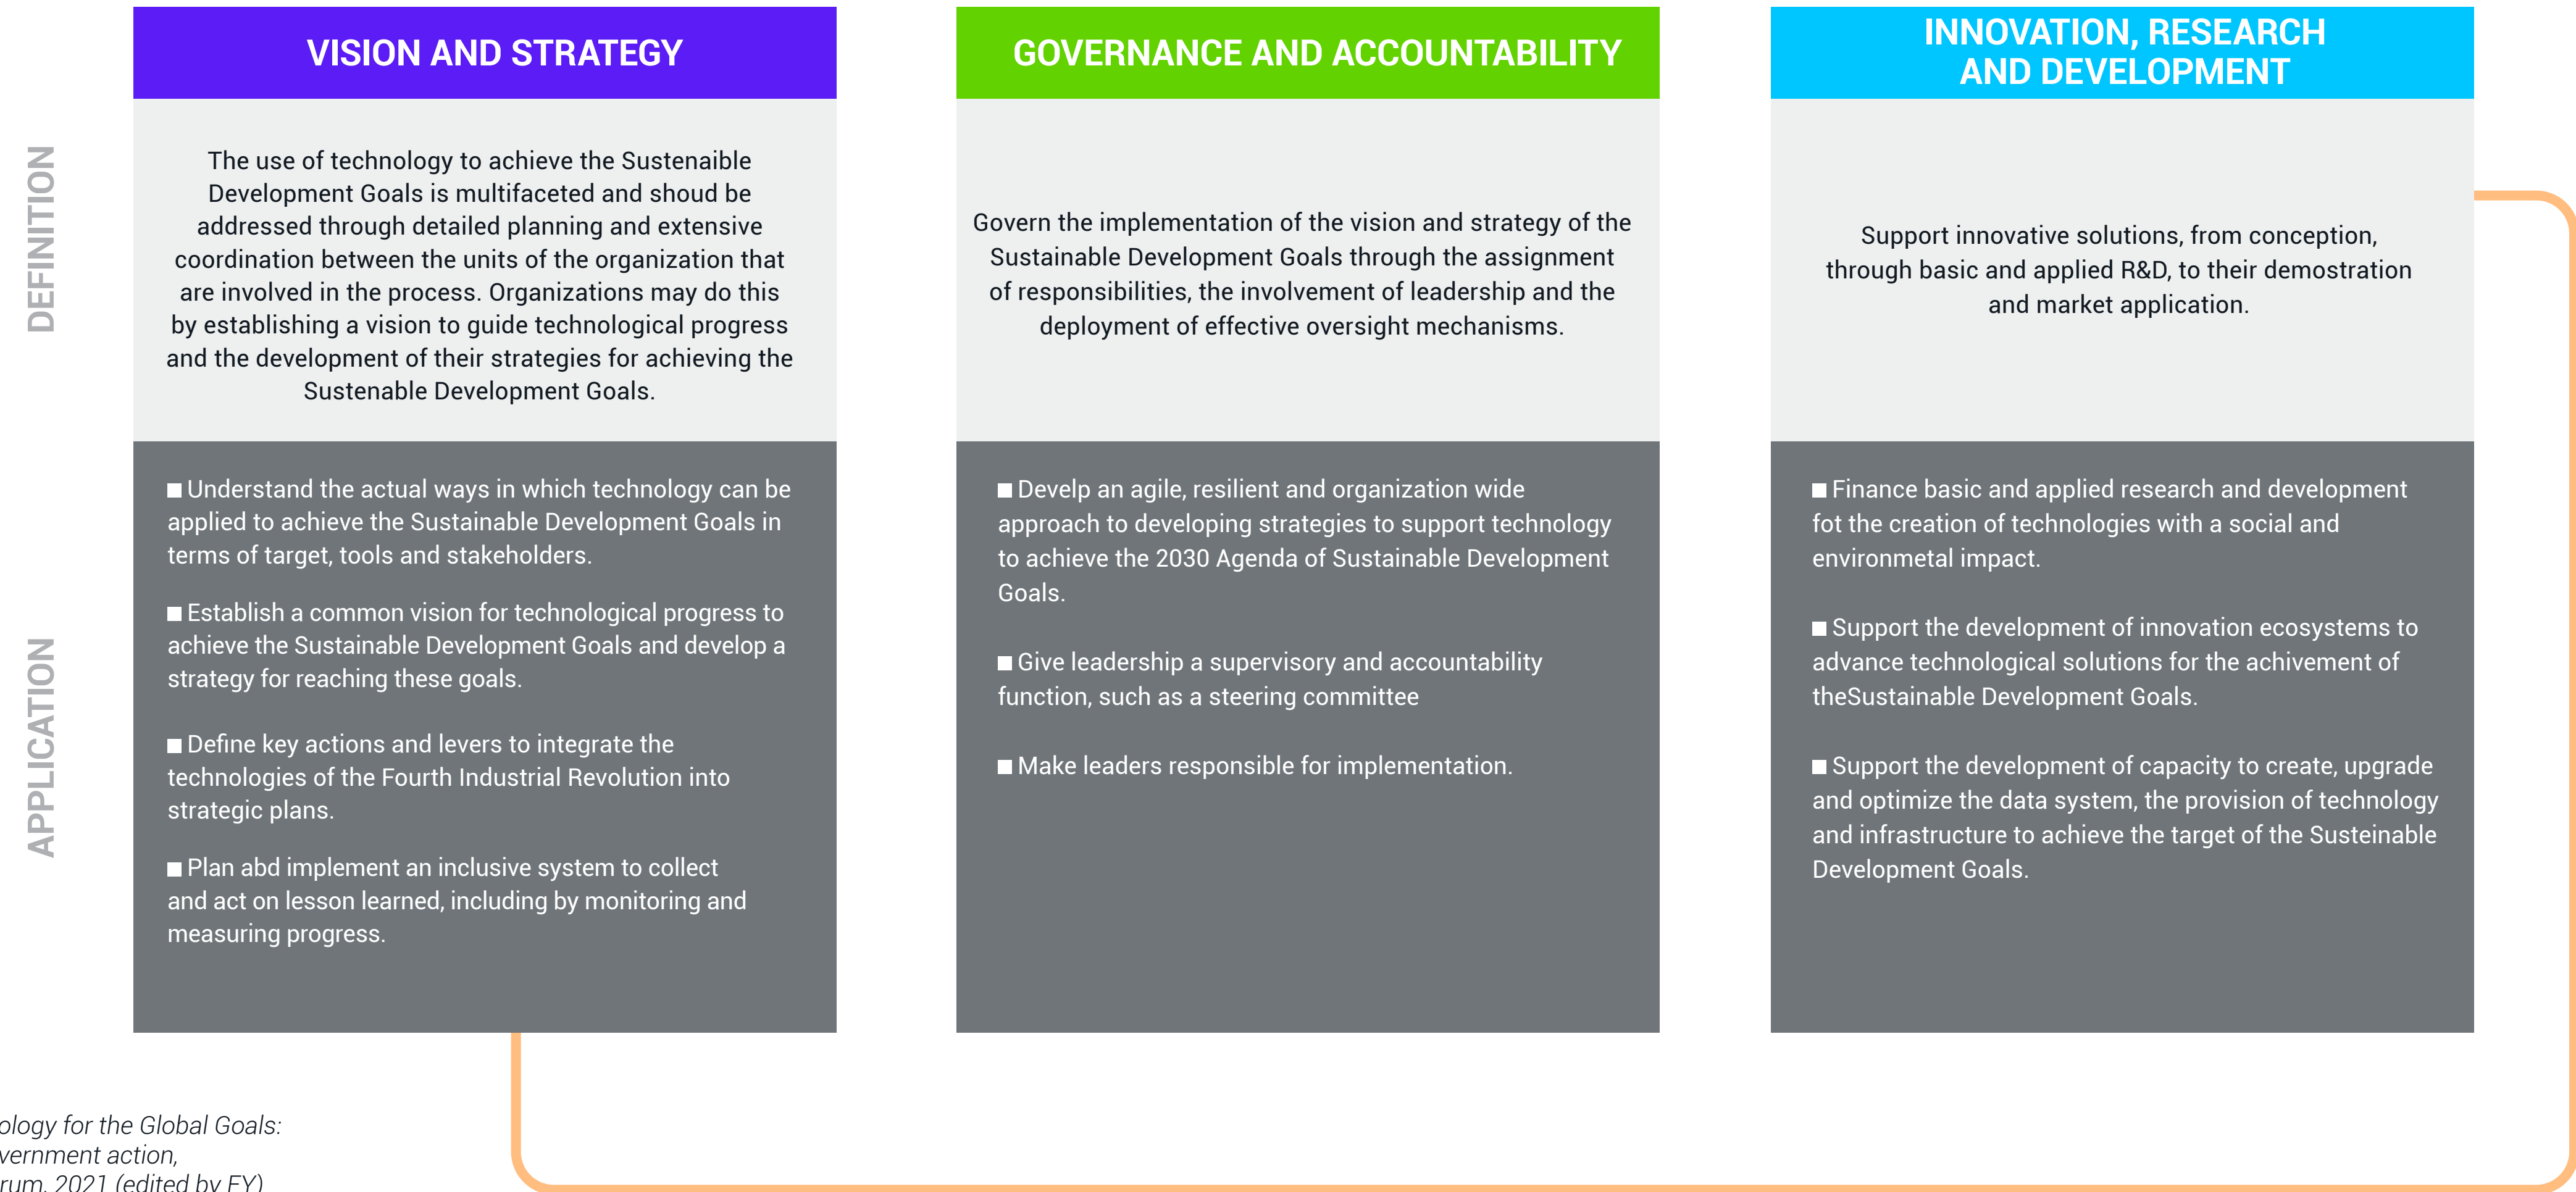 VISION AND STRATEGY
GOVERNANCE AND ACCOUNTABILITY
INNOVATION, RESEARCH
AND DEVELOPMENT
DEFINITION
The use of technology to achieve the Sustenaible
Development Goals is multifaceted and shoud be
addressed through detailed planning and extensive
coordination between the units of the organization that
are involved in the process. Organizations may do this
by establishing a vision to guide technological progress
and the development of their strategies for achieving the
Sustenable Development Goals.
Govern the implementation of the vision and strategy of the
Sustainable Development Goals through the assignment
of responsibilities, the involvement of leadership and the
deployment of effective oversight mechanisms.
Support innovative solutions, from conception,
through basic and applied R&D, to their demostration
and market application.
APPLICATION
■ Understand the actual ways in which technology can be
applied to achieve the Sustainable Development Goals in
terms of target, tools and stakeholders.
■ Establish a common vision for technological progress to
achieve the Sustainable Development Goals and develop a
strategy for reaching these goals.
■ Define key actions and levers to integrate the
technologies of the Fourth Industrial Revolution into
strategic plans.
■ Plan abd implement an inclusive system to collect
and act on lesson learned, including by monitoring and
measuring progress.
■ Develp an agile, resilient and organization wide
approach to developing strategies to support technology
to achieve the 2030 Agenda of Sustainable Development
Goals.
■ Give leadership a supervisory and accountability
function, such as a steering committee
■ Make leaders responsible for implementation.
■ Finance basic and applied research and development
fot the creation of technologies with a social and
environmetal impact.
■ Support the development of innovation ecosystems to
advance technological solutions for the achivement of
theSustainable Development Goals.
■ Support the development of capacity to create, upgrade
and optimize the data system, the provision of technology
and infrastructure to achieve the target of the Susteinable
Development Goals.
ology for the Global Goals:
vernment action,
rum, 2021 (edited by EY)